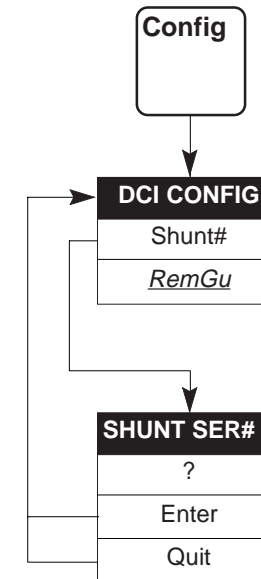 Config
DCI CONFIG
Shunt#
RemGu
SHUNT SER#
?
Enter
Quit